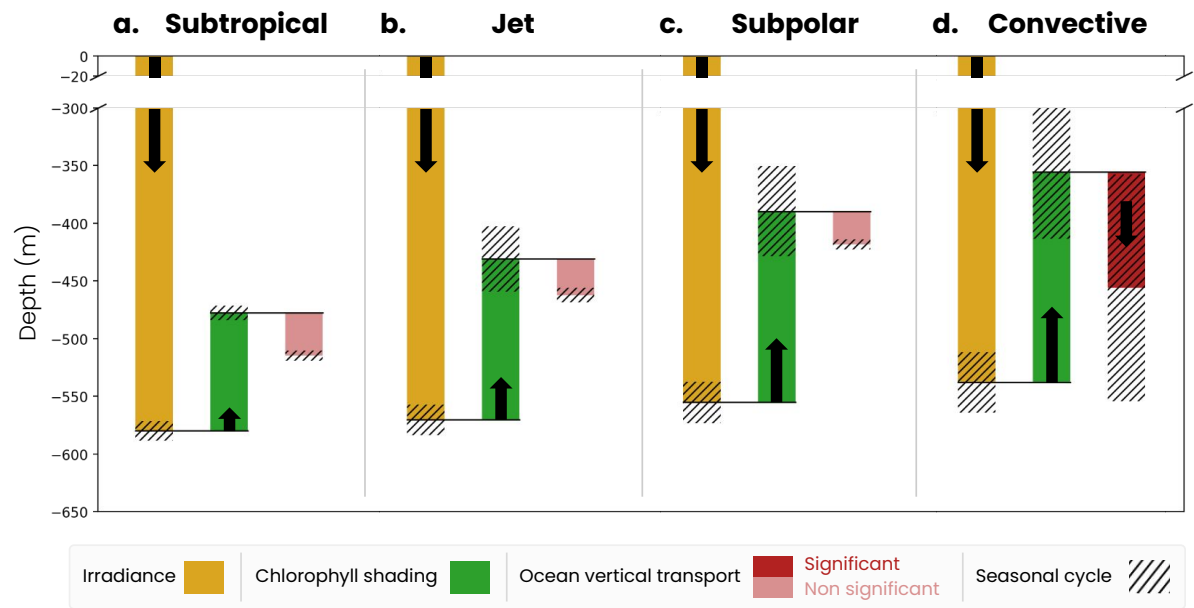 a. Subtropical
b. Jet
c. Subpolar
d. Convective
0
−20
−300
−350
−400
−450
−500
−550
−600
−650
Depth (m)
Irradiance
Chlorophyll shading
Ocean vertical transport
Significant
Non significant
Seasonal cycle